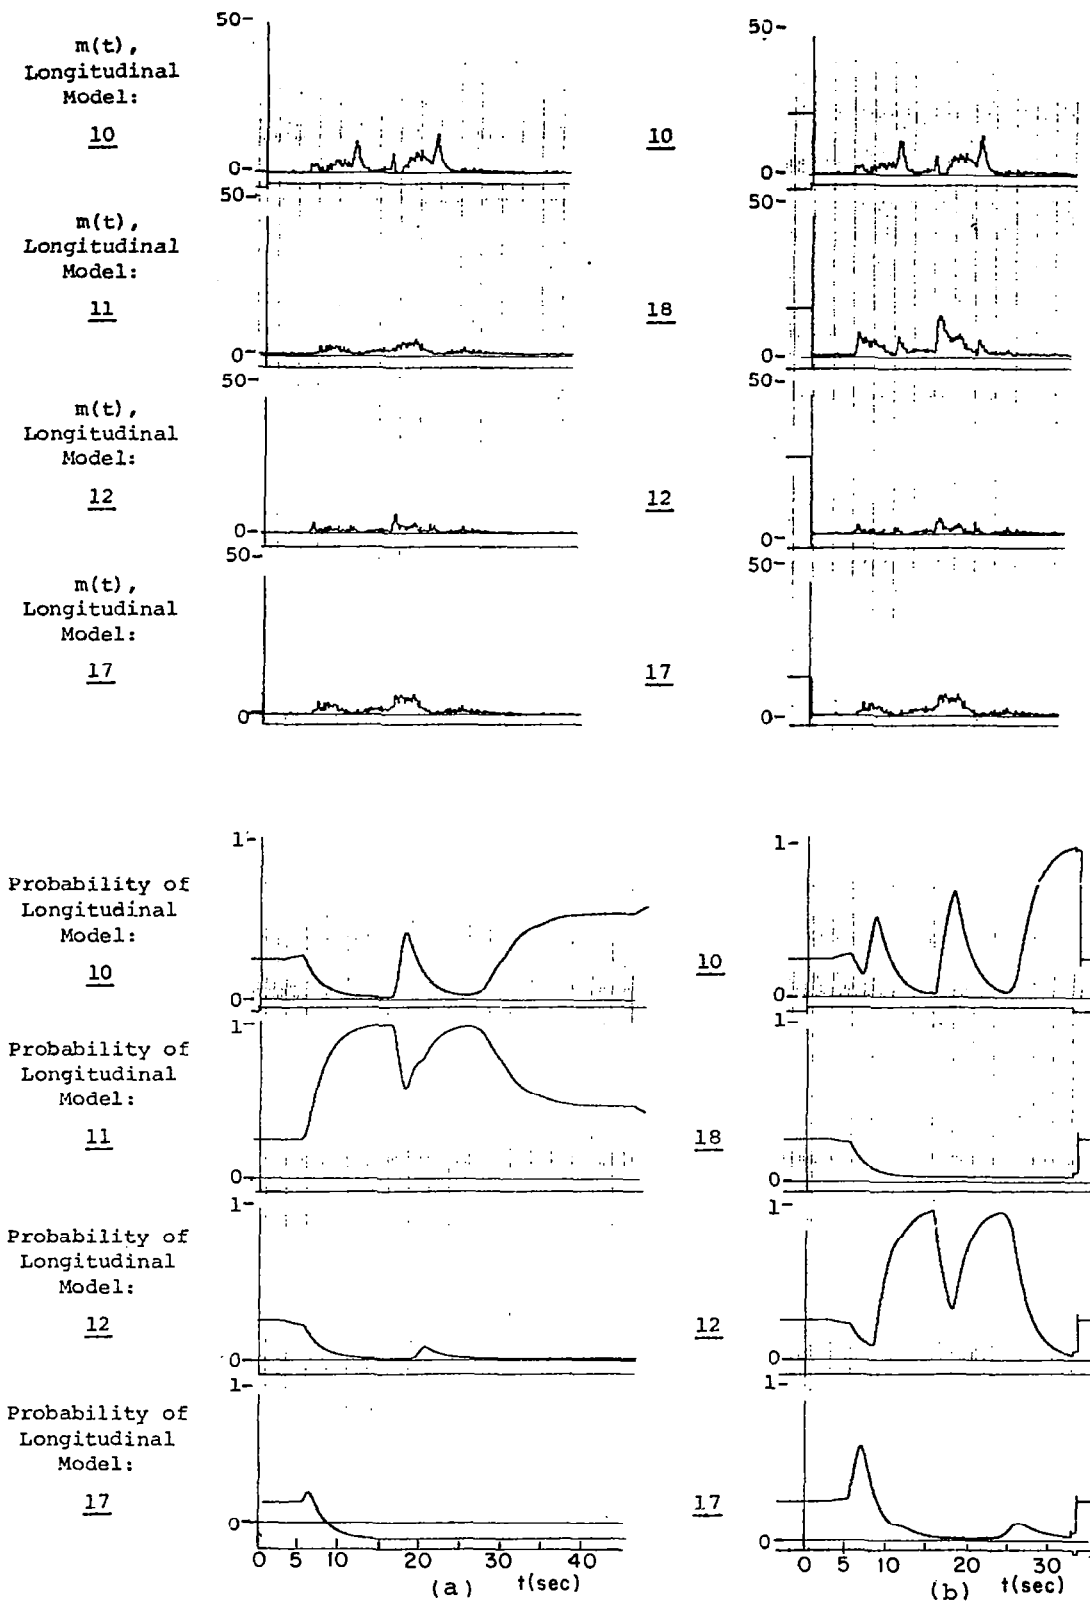 50-
50-
m(t),
Longitudinal
Model:
10
10
0-
0-
50-
50-
m(t),
Longitudinal
Model:
11
18
0-
0-
50-
50-
m(t),
Longitudinal
Model:
12
12
0-
0-
50-
50-
m(t),
Longitudinal
Model:
17
17
0-
0-
1-
1-
Probability of
Longitudinal
Model:
10
10
0-
0-
1-
1-
Probability of
Longitudinal
Model:
11
18
0-
0-
1-
1-
Probability of
Longitudinal
Model:
12
12
0-
0-
1-
1-
Probability of
Longitudinal
Model:
17
17
0-
0-
0 5 10 20 30 40
0 5 10 20 30
(a) t(sec)
(b) t(sec)